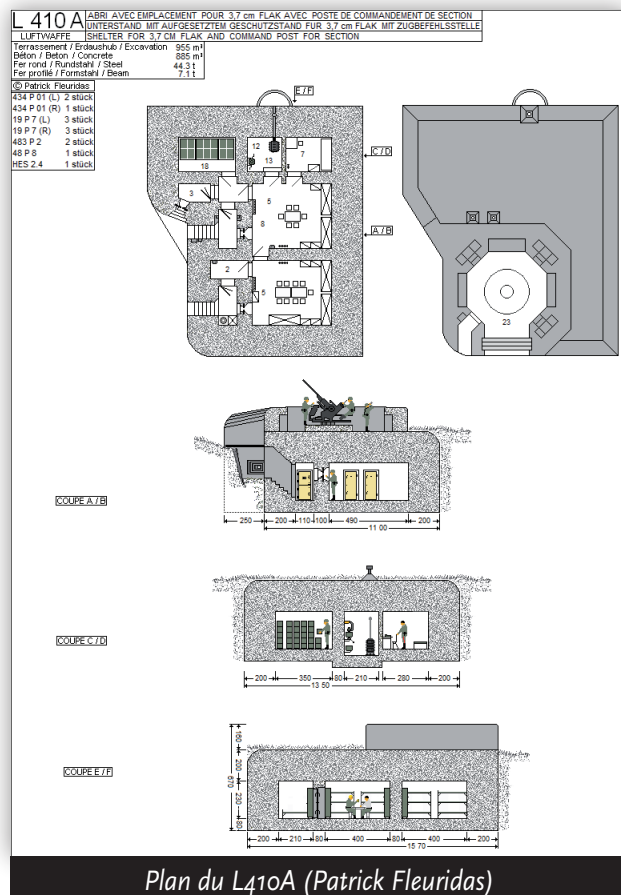 L 410 A
ABRI AVEC EMPLACEMENT POUR 3,7 cm FLAK AVEC POSTE DE COMMANDEMENT DE SECTION
UNTERSTAND MIT AUFGESETZTEM GESCHUTZSTAND FUR 3,7 cm FLAK MIT ZUGBEFEHLSSTELLE
LUFTWAFFE
SHELTER FOR 3,7 CM FLAK AND COMMAND POST FOR SECTION
Terrassement / Erdaushub / Excavation 955 m³
Béton / Beton / Concrete 885 m³
Fer rond / Rundstahl / Steel 44.3 t
Fer profilé / Formstahl / Beam 7.1 t
© Patrick Fleuridas
434 P 01 (L) 2 stück
434 P 01 (R) 1 stück
19 P 7 (L) 3 stück
19 P 7 (R) 3 stück
483 P 2 2 stück
48 P 8 1 stück
HES 2.4 1 stück
E / F
C / D
A / B
18
12
13
7
3
5
8
2
5
23
COUPE A / B
250 200 110 100 490 200
11 00
COUPE C / D
200 350 80 210 280 200
13 50
COUPE E / F
160
200
670
230
80
200 210 80 400 80 400 200
15 70
Plan du L410A (Patrick Fleuridas)